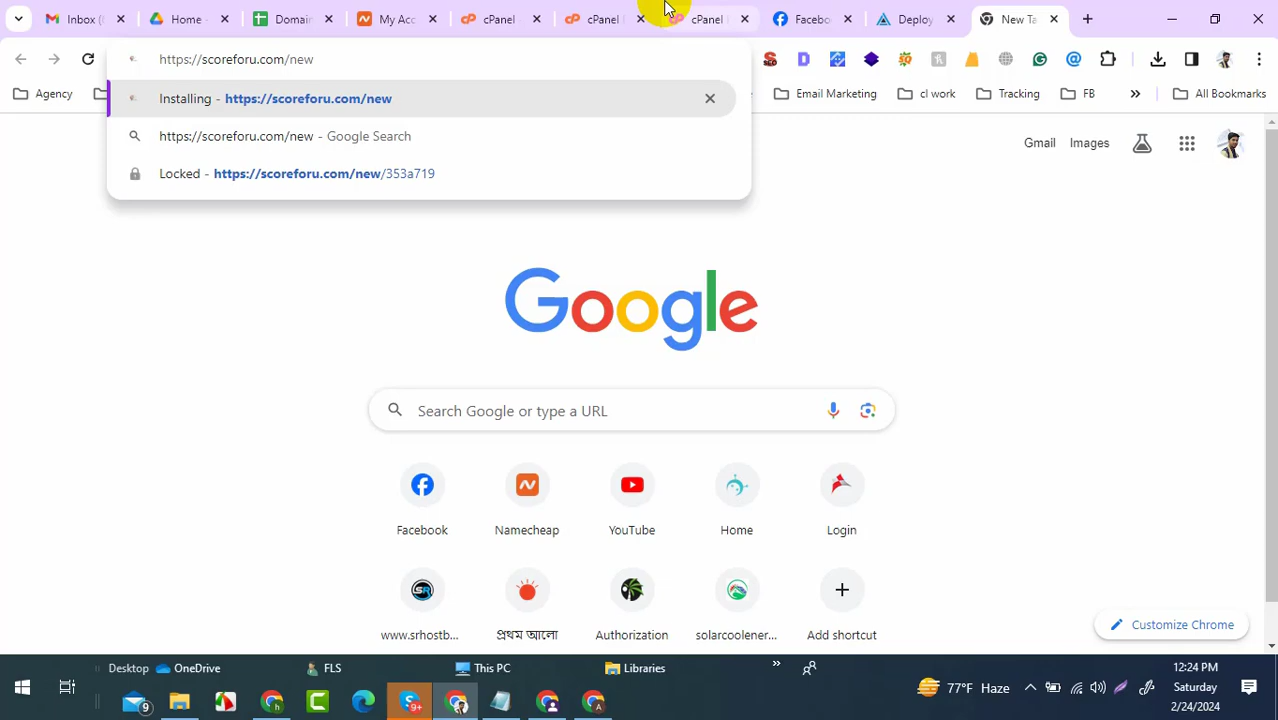 Inbox (
Home -
Domain
My Acc
cPanel
cPanel
cPanel
Facebo
Deploy
New Ta
https://scoreforu.com/new
Installing - https://scoreforu.com/new
https://scoreforu.com/new - Google Search
Locked - https://scoreforu.com/new/353a719
Agency
Email Marketing
cl work
Tracking
FB
All Bookmarks
Gmail
Images
Google
Search Google or type a URL
Facebook
Namecheap
YouTube
Home
Login
www.srhostb...
প্রথম আলো
Authorization
solarcoolener...
Add shortcut
Customize Chrome
Desktop
OneDrive
FLS
This PC
Libraries
9
9+
77°F Haze
12:24 PM
Saturday
2/24/2024